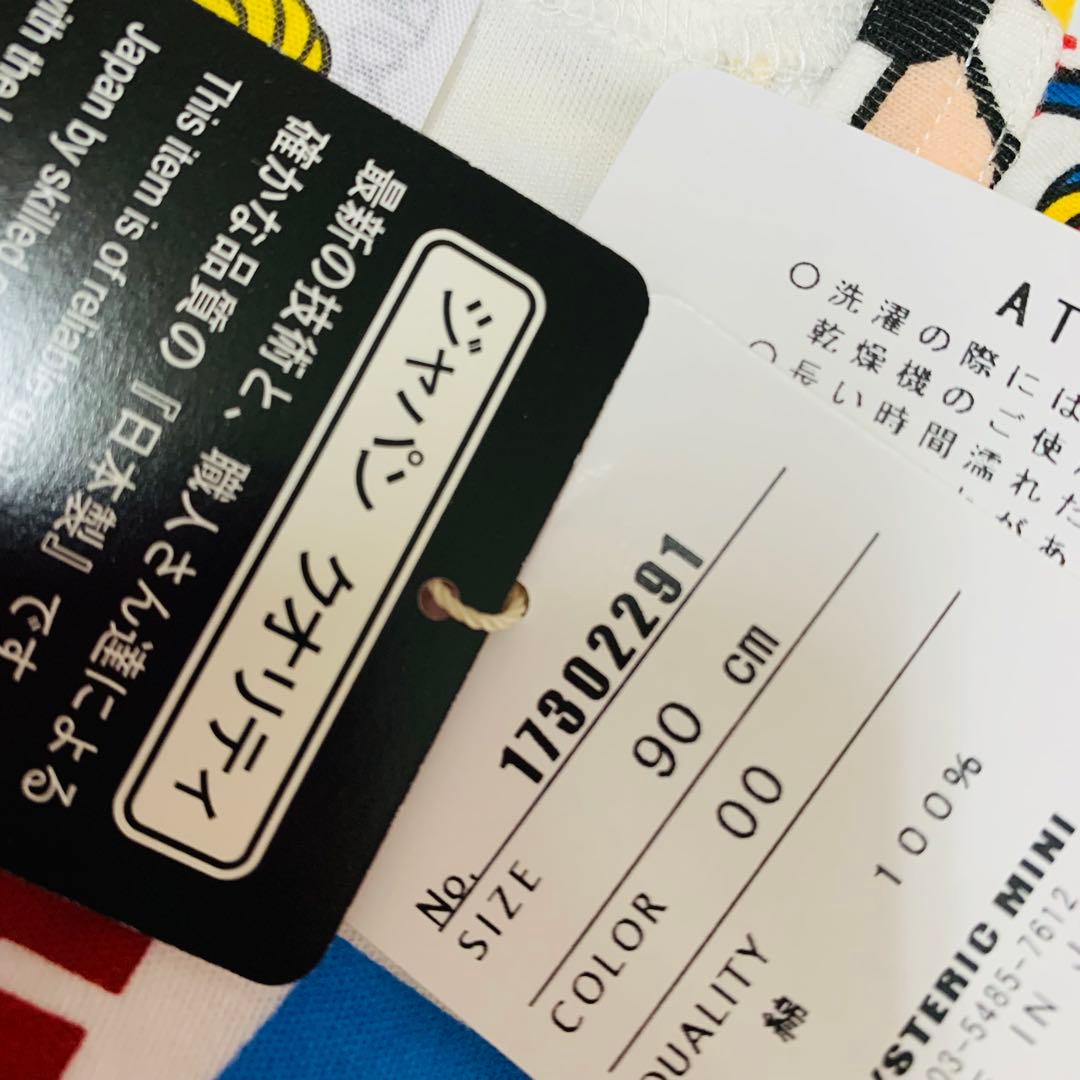 ジャパン クオリティ
最新の技術と、職人さん達による
確かな品質の『日本製』です
This item is of reliable
Japan by skilled
with the
AT
○洗濯の際には
乾燥機のご使
○長い時間濡れた
があ
No. 17302291
SIZE 90 cm
COLOR 00
QUALITY
綿 100%
YSTERIC MINI
03-5485-7612
IN